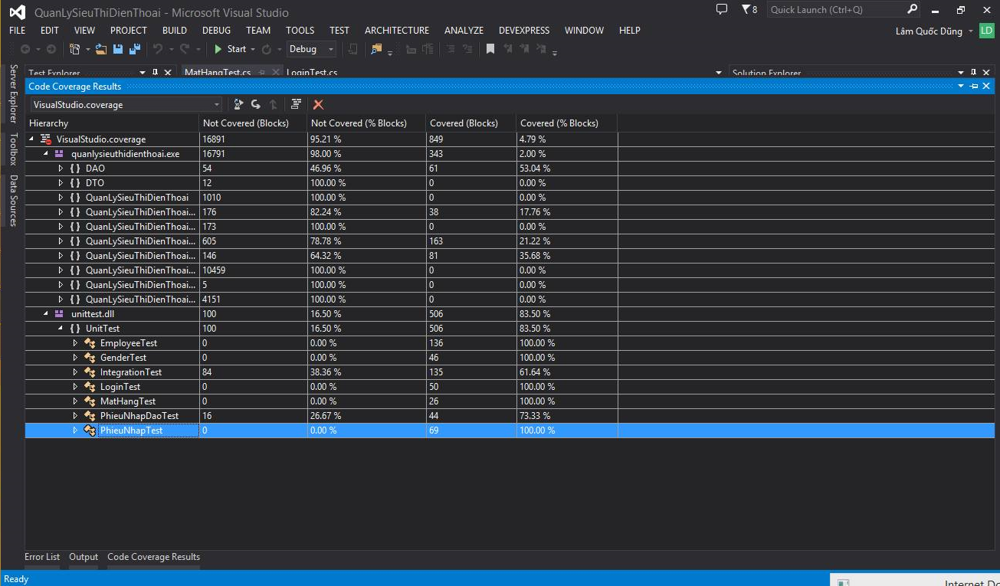 QuanLySieuThiDienThoai - Microsoft Visual Studio
8
Quick Launch (Ctrl+Q)
FILE EDIT VIEW PROJECT BUILD DEBUG TEAM TOOLS TEST ARCHITECTURE ANALYZE DEVEXPRESS WINDOW HELP
Lâm Quốc Dũng LD
Start Debug
Server Explorer
Toolbox
Data Sources
Test Explorer MatHangTest.cs LoginTest.cs Solution Explorer
Code Coverage Results
VisualStudio.coverage
Hierarchy Not Covered (Blocks) Not Covered (% Blocks) Covered (Blocks) Covered (% Blocks)
VisualStudio.coverage 16891 95.21 % 849 4.79 %
quanlysieuthidienthoai.exe 16791 98.00 % 343 2.00 %
{ } DAO 54 46.96 % 61 53.04 %
{ } DTO 12 100.00 % 0 0.00 %
{ } QuanLySieuThiDienThoai 1010 100.00 % 0 0.00 %
{ } QuanLySieuThiDienThoai... 176 82.24 % 38 17.76 %
{ } QuanLySieuThiDienThoai... 173 100.00 % 0 0.00 %
{ } QuanLySieuThiDienThoai... 605 78.78 % 163 21.22 %
{ } QuanLySieuThiDienThoai... 146 64.32 % 81 35.68 %
{ } QuanLySieuThiDienThoai... 10459 100.00 % 0 0.00 %
{ } QuanLySieuThiDienThoai... 5 100.00 % 0 0.00 %
{ } QuanLySieuThiDienThoai... 4151 100.00 % 0 0.00 %
unittest.dll 100 16.50 % 506 83.50 %
{ } UnitTest 100 16.50 % 506 83.50 %
EmployeeTest 0 0.00 % 136 100.00 %
GenderTest 0 0.00 % 46 100.00 %
IntegrationTest 84 38.36 % 135 61.64 %
LoginTest 0 0.00 % 50 100.00 %
MatHangTest 0 0.00 % 26 100.00 %
PhieuNhapDaoTest 16 26.67 % 44 73.33 %
PhieuNhapTest 0 0.00 % 69 100.00 %
Error List Output Code Coverage Results
Ready
Internet Do